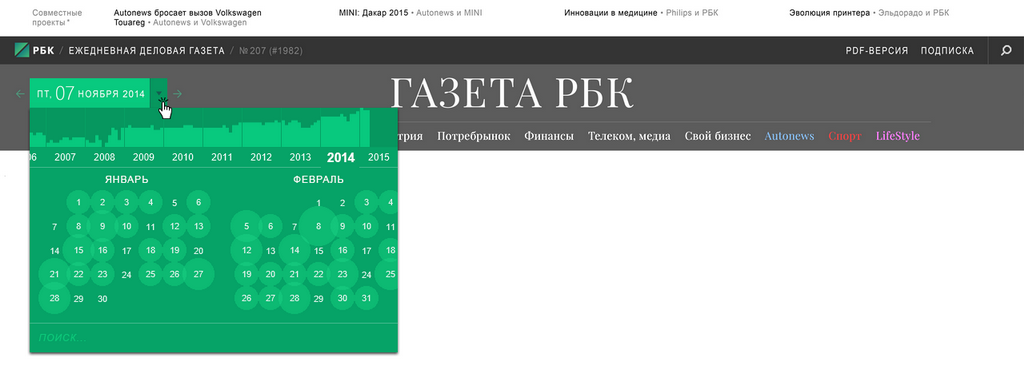 Совместные проекты*
Autonews бросает вызов Volkswagen Touareg • Autonews и Volkswagen
MINI: Дакар 2015 • Autonews и MINI
Инновации в медицине • Philips и РБК
Эволюция принтера • Эльдорадо и РБК
РБК / ЕЖЕДНЕВНАЯ ДЕЛОВАЯ ГАЗЕТА / № 207 (#1982)
PDF-ВЕРСИЯ ПОДПИСКА
ПТ, 07 НОЯБРЯ 2014
ГАЗЕТА РБК
трия Потребрынок Финансы Телеком, медиа Свой бизнес Autonews Спорт LifeStyle
06 2007 2008 2009 2010 2011 2012 2013 2014 2015
ЯНВАРЬ
1 2 3 4 5 6
7 8 9 10 11 12 13
14 15 16 17 18 19 20
21 22 23 24 25 26 27
28 29 30
ФЕВРАЛЬ
1 2 3 4
5 6 7 8 9 10 11
12 13 14 15 16 17 18
19 20 21 22 23 24 25
26 27 28 29 30 31
ПОИСК...